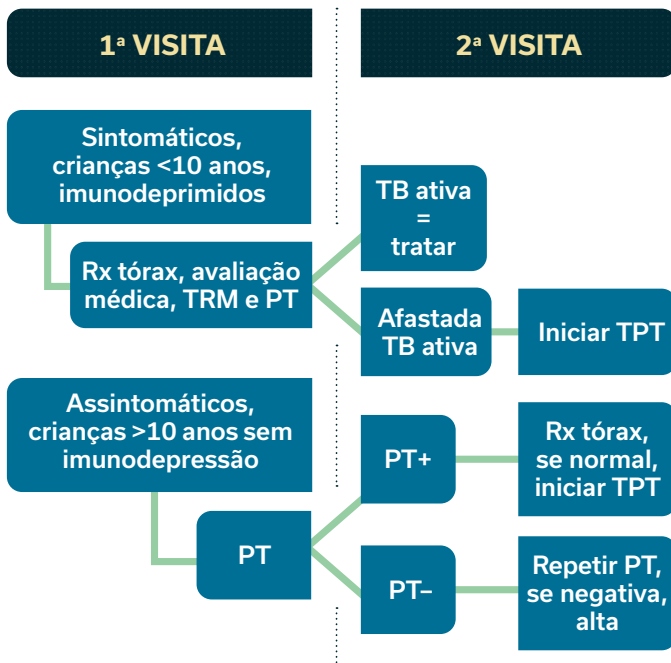 1ª VISITA
2ª VISITA
Sintomáticos,
crianças <10 anos,
imunodeprimidos
Rx tórax, avaliação
médica, TRM e PT
TB ativa
=
tratar
Afastada
TB ativa
Iniciar TPT
Assintomáticos,
crianças >10 anos sem
imunodepressão
PT
PT+
Rx tórax,
se normal,
iniciar TPT
PT–
Repetir PT,
se negativa,
alta